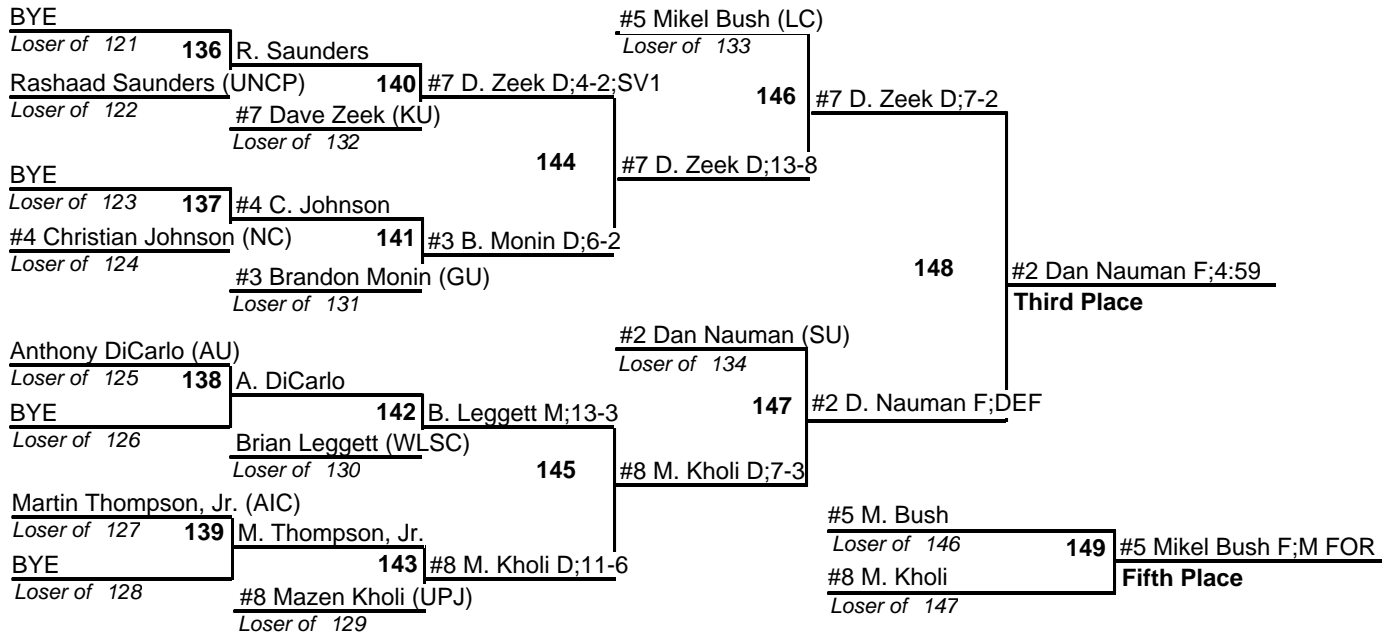 BYE
Loser of 121
136
R. Saunders
Rashaad Saunders (UNCP)
Loser of 122
140
#7 D. Zeek D;4-2;SV1
#7 Dave Zeek (KU)
Loser of 132
144
#7 D. Zeek D;13-8
BYE
Loser of 123
137
#4 C. Johnson
#4 Christian Johnson (NC)
Loser of 124
141
#3 B. Monin D;6-2
#3 Brandon Monin (GU)
Loser of 131
#5 Mikel Bush (LC)
Loser of 133
146
#7 D. Zeek D;7-2
148
#2 Dan Nauman F;4:59
Third Place
Anthony DiCarlo (AU)
Loser of 125
138
A. DiCarlo
BYE
Loser of 126
142
B. Leggett M;13-3
Brian Leggett (WLSC)
Loser of 130
145
#8 M. Kholi D;7-3
Martin Thompson, Jr. (AIC)
Loser of 127
139
M. Thompson, Jr.
BYE
Loser of 128
143
#8 M. Kholi D;11-6
#8 Mazen Kholi (UPJ)
Loser of 129
#2 Dan Nauman (SU)
Loser of 134
147
#2 D. Nauman F;DEF
#5 M. Bush
Loser of 146
149
#5 Mikel Bush F;M FOR
#8 M. Kholi
Fifth Place
Loser of 147